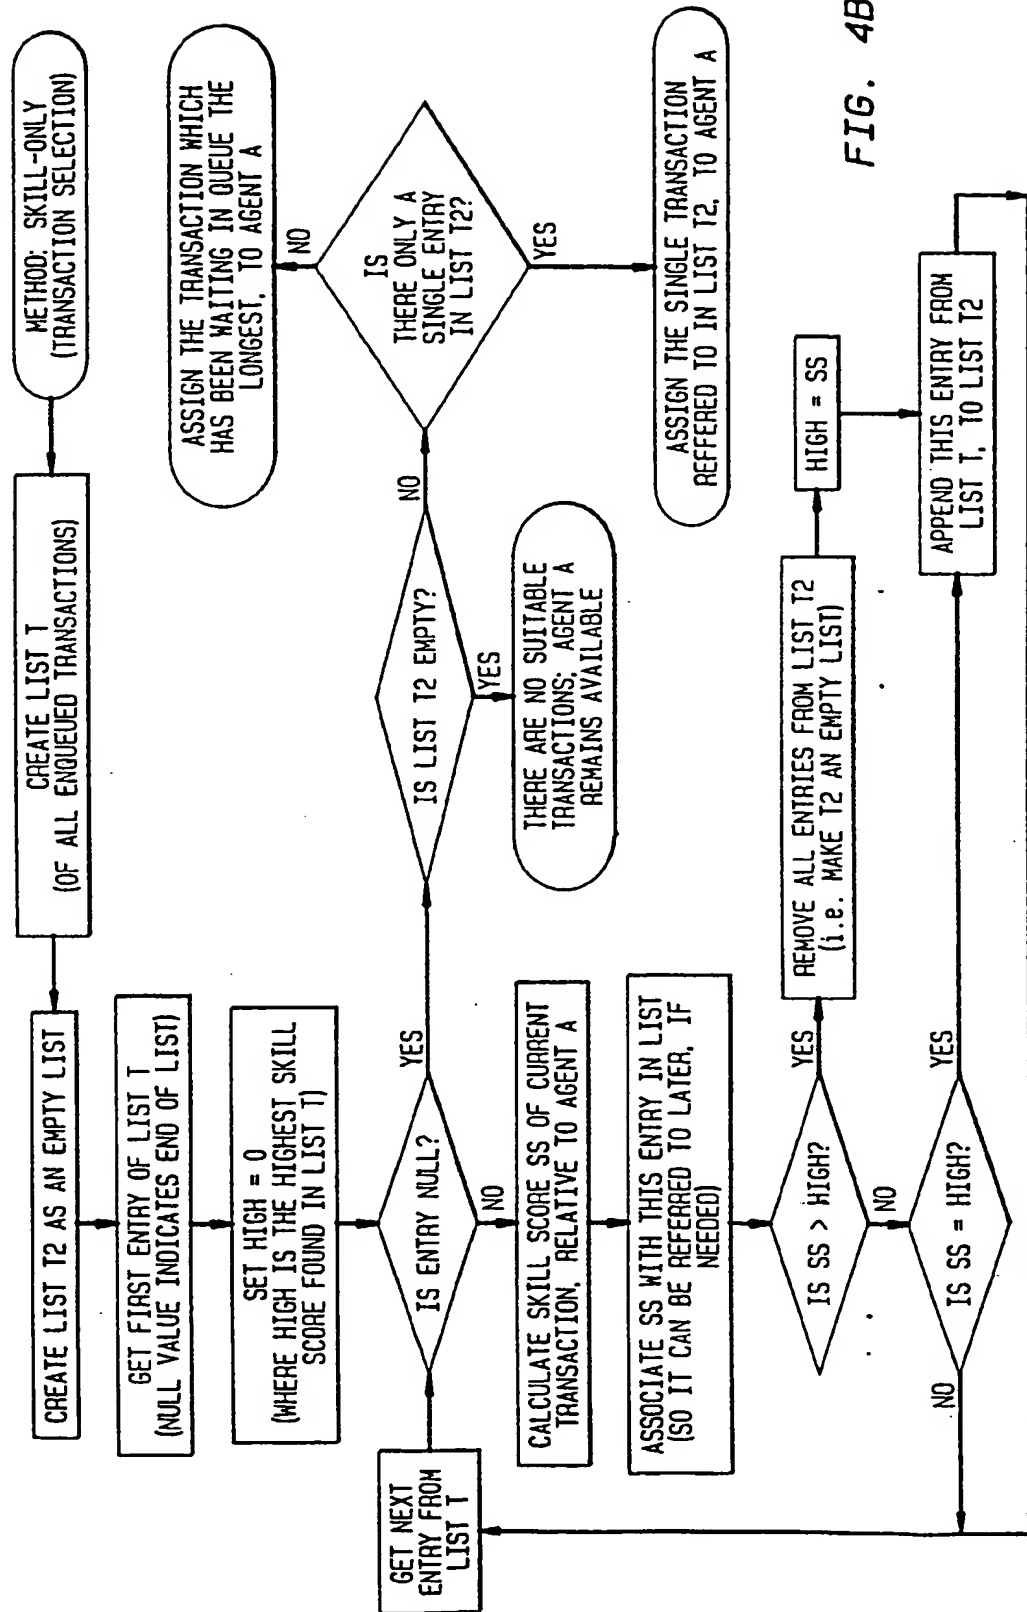 METHOD: SKILL-ONLY
(TRANSACTION SELECTION)
CREATE LIST T
(OF ALL ENQUEUED TRANSACTIONS)
CREATE LIST T2 AS AN EMPTY LIST
GET FIRST ENTRY OF LIST T
(NULL VALUE INDICATES END OF LIST)
SET HIGH = 0
(WHERE HIGH IS THE HIGHEST SKILL
SCORE FOUND IN LIST T)
GET NEXT
ENTRY FROM
LIST T
IS ENTRY NULL?
YES
NO
IS LIST T2 EMPTY?
NO
YES
THERE ARE NO SUITABLE
TRANSACTIONS; AGENT A
REMAINS AVAILABLE
IS
THERE ONLY A
SINGLE ENTRY
IN LIST T2?
NO
YES
ASSIGN THE TRANSACTION WHICH
HAS BEEN WAITING IN QUEUE THE
LONGEST, TO AGENT A
ASSIGN THE SINGLE TRANSACTION
REFFERED TO IN LIST T2, TO AGENT A
CALCULATE SKILL SCORE SS OF CURRENT
TRANSACTION, RELATIVE TO AGENT A
ASSOCIATE SS WITH THIS ENTRY IN LIST
(SO IT CAN BE REFERRED TO LATER, IF
NEEDED)
IS SS > HIGH?
YES
NO
REMOVE ALL ENTRIES FROM LIST T2
(i.e. MAKE T2 AN EMPTY LIST)
HIGH = SS
IS SS = HIGH?
YES
NO
APPEND THIS ENTRY FROM
LIST T, TO LIST T2
FIG. 4B